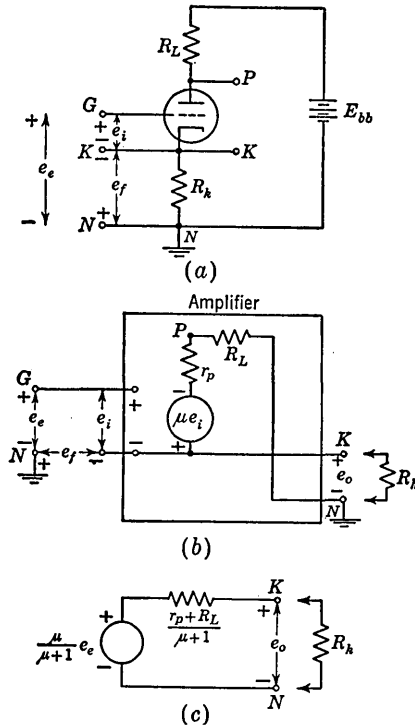 R_L
P
G
+
+
e_i
E_bb
−
K
−
K
e_e
e_f
R_k
−
N
+
N
(a)
Amplifier
P
R_L
r_p
G
+
+
−
e_e
e_i
μe_i
K
N
−
e_f
−
−
+
+
+
e_o
R_k
−
N
(b)
K
+
r_p + R_L
+
μ/(μ+1) e_e
μ+1
e_o
R_k
−
−
N
(c)